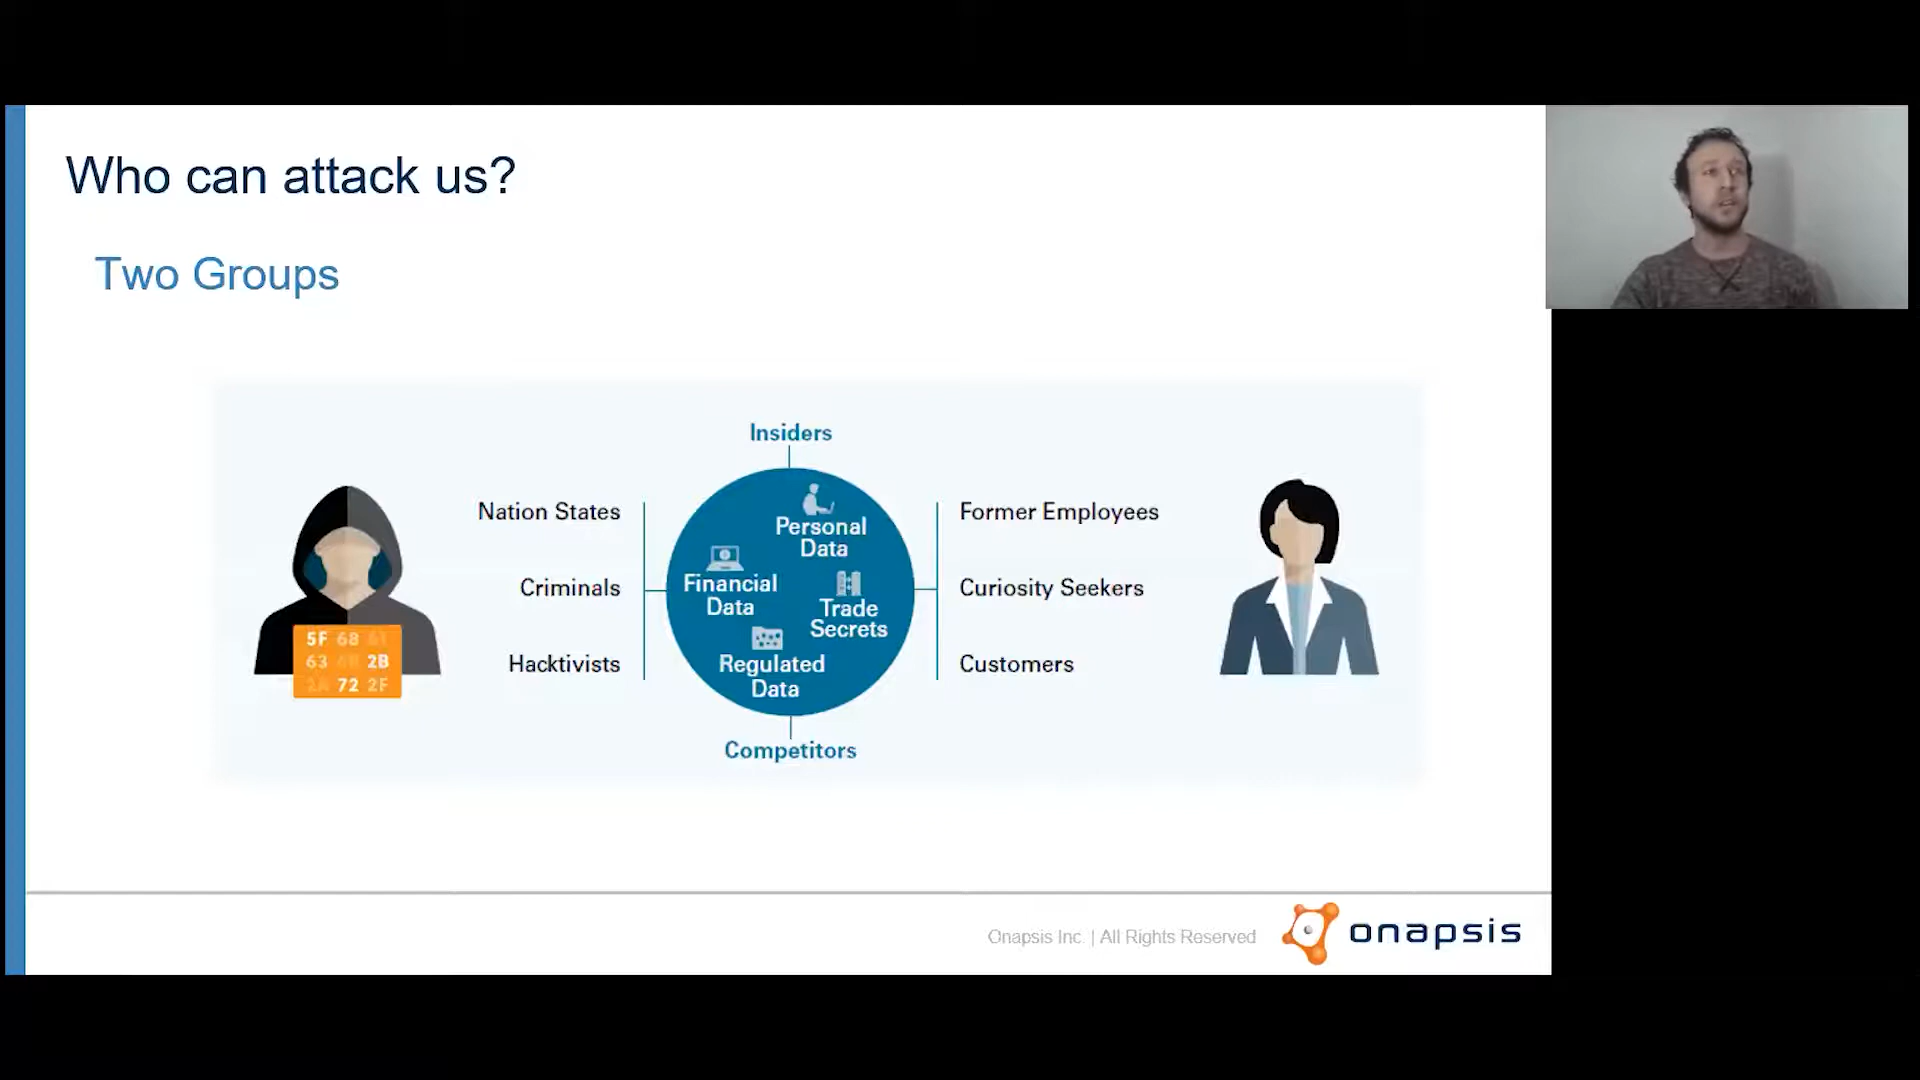 Who can attack us?
Two Groups
Insiders
Nation States
Criminals
Hacktivists
Personal
Data
Financial
Data
Trade
Secrets
Regulated
Data
Former Employees
Curiosity Seekers
Customers
Competitors
5F 68
63 2B
72 2F
Onapsis Inc. | All Rights Reserved
onapsis